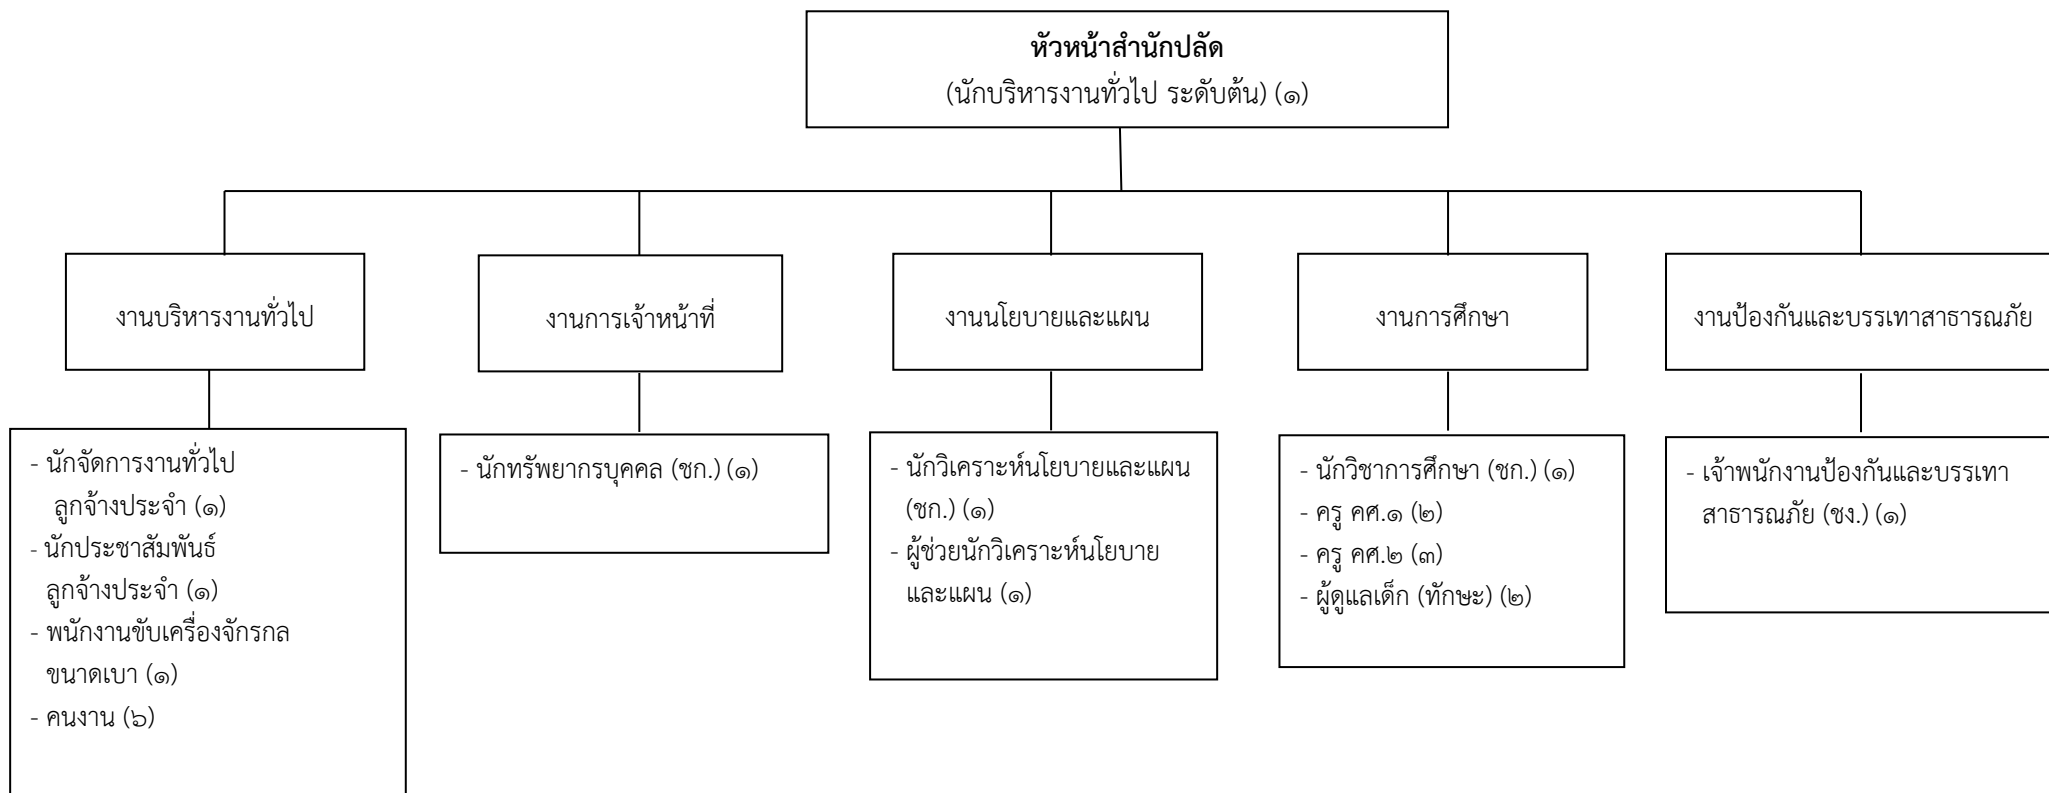 หัวหน้าสำนักปลัด
(นักบริหารงานทั่วไป ระดับต้น) (๑)
งานบริหารงานทั่วไป
งานการเจ้าหน้าที่
งานนโยบายและแผน
งานการศึกษา
งานป้องกันและบรรเทาสาธารณภัย
- นักจัดการงานทั่วไป
ลูกจ้างประจำ (๑)
- นักประชาสัมพันธ์
ลูกจ้างประจำ (๑)
- พนักงานขับเครื่องจักรกล
ขนาดเบา (๑)
- คนงาน (๖)
- นักทรัพยากรบุคคล (ชก.) (๑)
- นักวิเคราะห์นโยบายและแผน
(ชก.) (๑)
- ผู้ช่วยนักวิเคราะห์นโยบาย
และแผน (๑)
- นักวิชาการศึกษา (ชก.) (๑)
- ครู คศ.๑ (๒)
- ครู คศ.๒ (๓)
- ผู้ดูแลเด็ก (ทักษะ) (๒)
- เจ้าพนักงานป้องกันและบรรเทา
สาธารณภัย (ชง.) (๑)